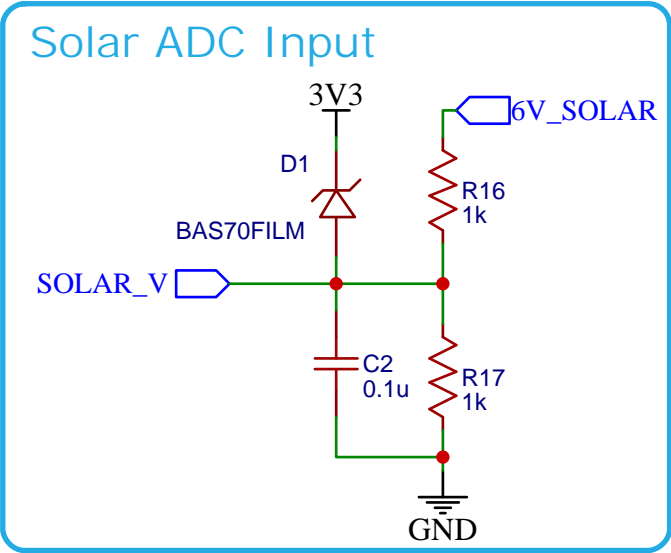 Solar ADC Input
3V3
6V_SOLAR
D1
R16
1k
BAS70FILM
SOLAR_V
C2
0.1u
R17
1k
GND